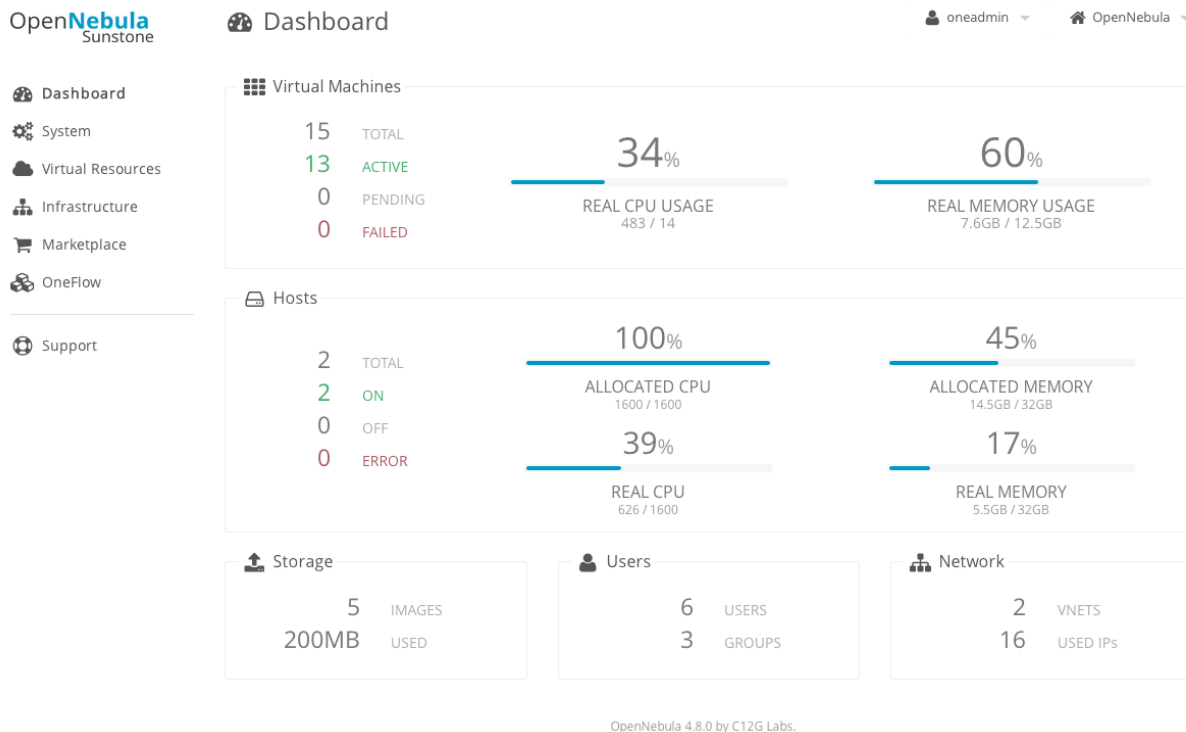 OpenNebula
Sunstone
Dashboard
oneadmin
OpenNebula
Dashboard
System
Virtual Resources
Infrastructure
Marketplace
OneFlow
Support
Virtual Machines
15 TOTAL
13 ACTIVE
0 PENDING
0 FAILED
34%
REAL CPU USAGE
483 / 14
60%
REAL MEMORY USAGE
7.6GB / 12.5GB
Hosts
2 TOTAL
2 ON
0 OFF
0 ERROR
100%
ALLOCATED CPU
1600 / 1600
45%
ALLOCATED MEMORY
14.5GB / 32GB
39%
REAL CPU
626 / 1600
17%
REAL MEMORY
5.5GB / 32GB
Storage
5 IMAGES
200MB USED
Users
6 USERS
3 GROUPS
Network
2 VNETS
16 USED IPs
OpenNebula 4.8.0 by C12G Labs.